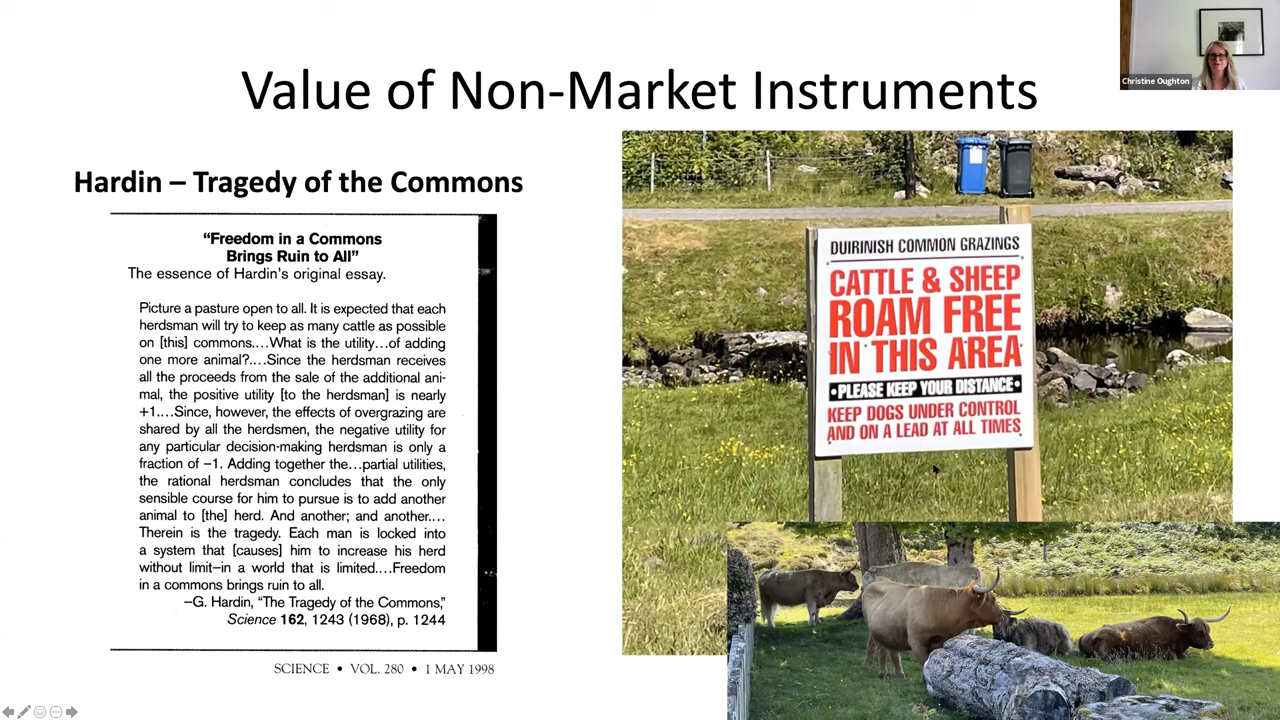 Value of Non-Market Instruments
Christine Oughton
Hardin – Tragedy of the Commons
“Freedom in a Commons
Brings Ruin to All”
The essence of Hardin’s original essay.
Picture a pasture open to all. It is expected that each
herdsman will try to keep as many cattle as possible
on [this] commons....What is the utility...of adding
one more animal?....Since the herdsman receives
all the proceeds from the sale of the additional ani-
mal, the positive utility [to the herdsman] is nearly
+1....Since, however, the effects of overgrazing are
shared by all the herdsmen, the negative utility for
any particular decision-making herdsman is only a
fraction of –1. Adding together the...partial utilities,
the rational herdsman concludes that the only
sensible course for him to pursue is to add another
animal to [the] herd. And another; and another....
Therein is the tragedy. Each man is locked into
a system that [causes] him to increase his herd
without limit–in a world that is limited....Freedom
in a commons brings ruin to all.
–G. Hardin, “The Tragedy of the Commons,”
Science 162, 1243 (1968), p. 1244
SCIENCE • VOL. 280 • 1 MAY 1998
DUIRINISH COMMON GRAZINGS
CATTLE & SHEEP
ROAM FREE
IN THIS AREA
•PLEASE KEEP YOUR DISTANCE•
KEEP DOGS UNDER CONTROL
AND ON A LEAD AT ALL TIMES